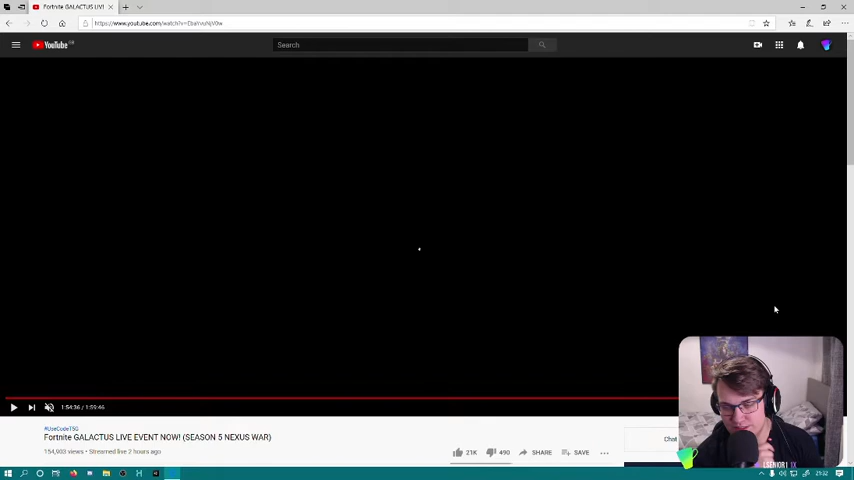 Fortnite GALACTUS LIVE
YouTube GB
Search
1:54:36 / 1:59:46
#UseCodeTSG
Fortnite GALACTUS LIVE EVENT NOW! (SEASON 5 NEXUS WAR)
154,903 views • Streamed live 2 hours ago
21K
490
SHARE
SAVE
Chat